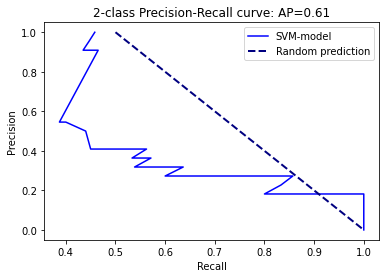 2-class Precision-Recall curve: AP=0.61
SVM-model
Random prediction
1.0
0.8
0.6
0.4
0.2
0.0
Precision
0.4 0.5 0.6 0.7 0.8 0.9 1.0
Recall